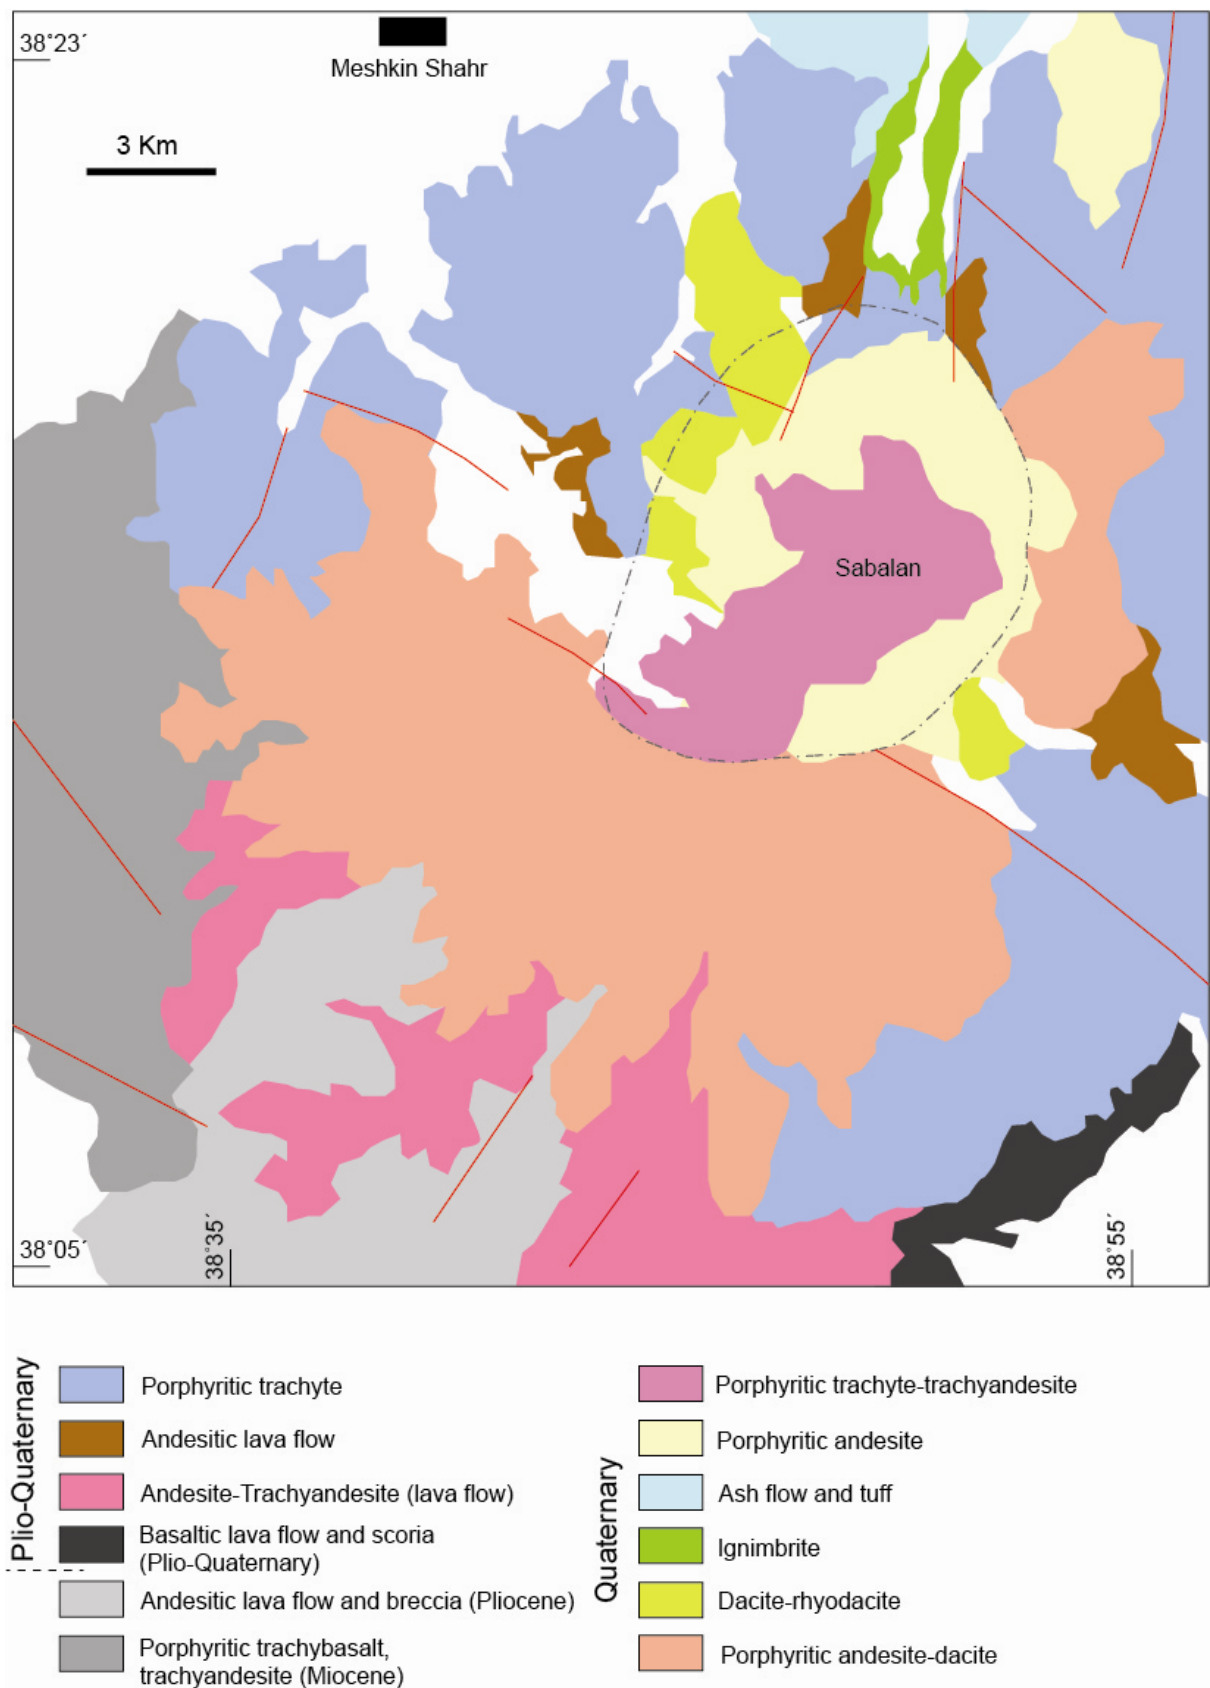 38°23´
Meshkin Shahr
3 Km
Sabalan
38°05´
38°35´
38°55´
Plio-Quaternary
Porphyritic trachyte
Andesitic lava flow
Andesite-Trachyandesite (lava flow)
Basaltic lava flow and scoria
(Plio-Quaternary)
Andesitic lava flow and breccia (Pliocene)
Porphyritic trachybasalt,
trachyandesite (Miocene)
Quaternary
Porphyritic trachyte-trachyandesite
Porphyritic andesite
Ash flow and tuff
Ignimbrite
Dacite-rhyodacite
Porphyritic andesite-dacite